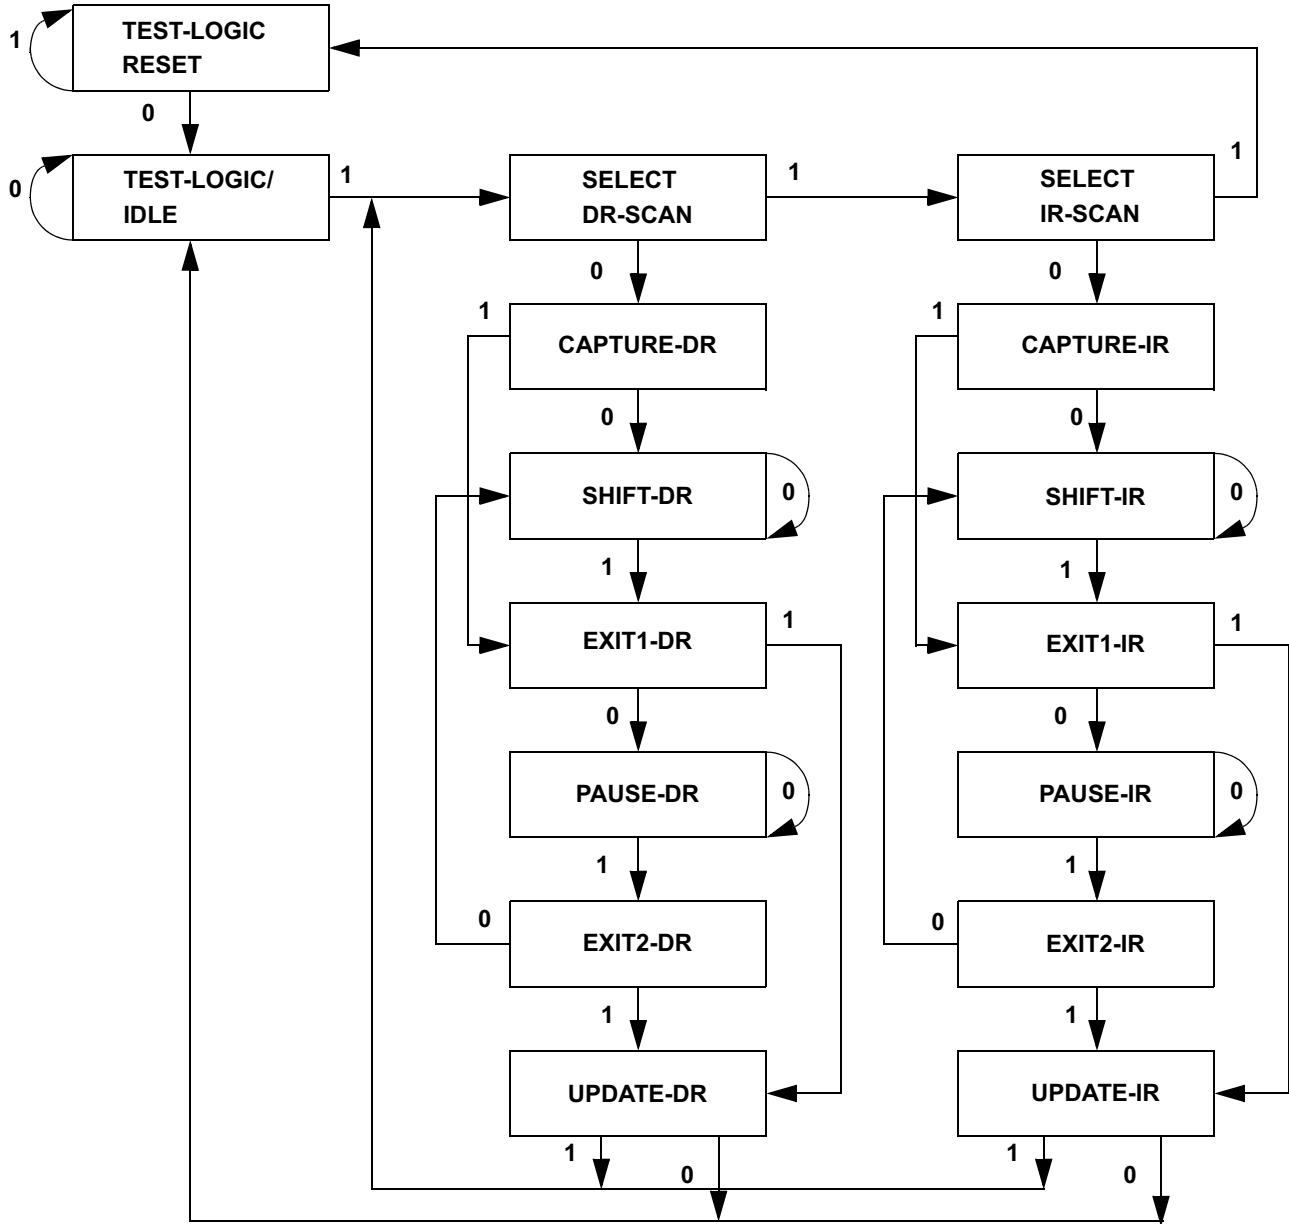 1
TEST-LOGIC
RESET
0
0
TEST-LOGIC/
IDLE
1
SELECT
DR-SCAN
1
SELECT
IR-SCAN
1
0
0
1
CAPTURE-DR
1
CAPTURE-IR
0
0
SHIFT-DR
0
SHIFT-IR
0
1
1
EXIT1-DR
1
EXIT1-IR
1
0
0
PAUSE-DR
0
PAUSE-IR
0
1
1
0
EXIT2-DR
0
EXIT2-IR
1
1
UPDATE-DR
UPDATE-IR
1
0
1
0